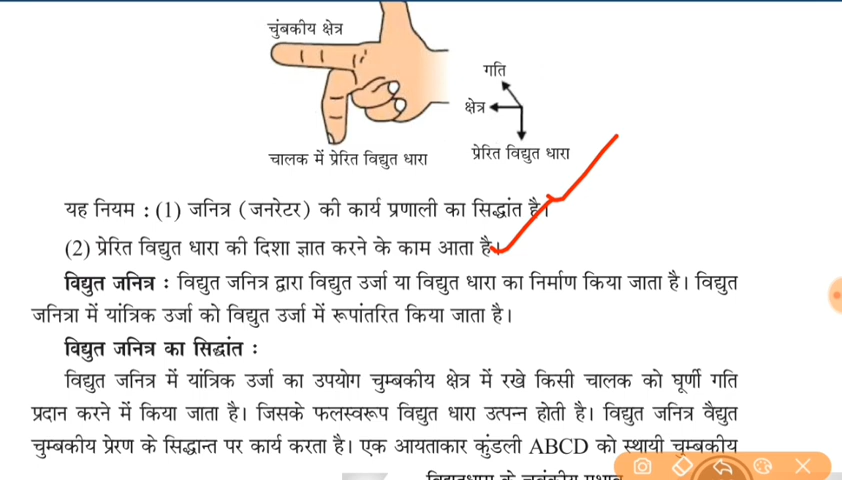 चुंबकीय क्षेत्र
गति
क्षेत्र
चालक में प्रेरित विद्युत धारा
प्रेरित विद्युत धारा
यह नियम : (1) जनित्र (जनरेटर) की कार्य प्रणाली का सिद्धांत है।
(2) प्रेरित विद्युत धारा की दिशा ज्ञात करने के काम आता है।
विद्युत जनित्र : विद्युत जनित्र द्वारा विद्युत उर्जा या विद्युत धारा का निर्माण किया जाता है। विद्युत
जनित्रा में यांत्रिक उर्जा को विद्युत उर्जा में रूपांतरित किया जाता है।
विद्युत जनित्र का सिद्धांत :
विद्युत जनित्र में यांत्रिक उर्जा का उपयोग चुम्बकीय क्षेत्र में रखे किसी चालक को घूर्णी गति
प्रदान करने में किया जाता है। जिसके फलस्वरूप विद्युत धारा उत्पन्न होती है। विद्युत जनित्र वैद्युत
चुम्बकीय प्रेरण के सिद्धान्त पर कार्य करता है। एक आयताकार कुंडली ABCD को स्थायी चुम्बकीय